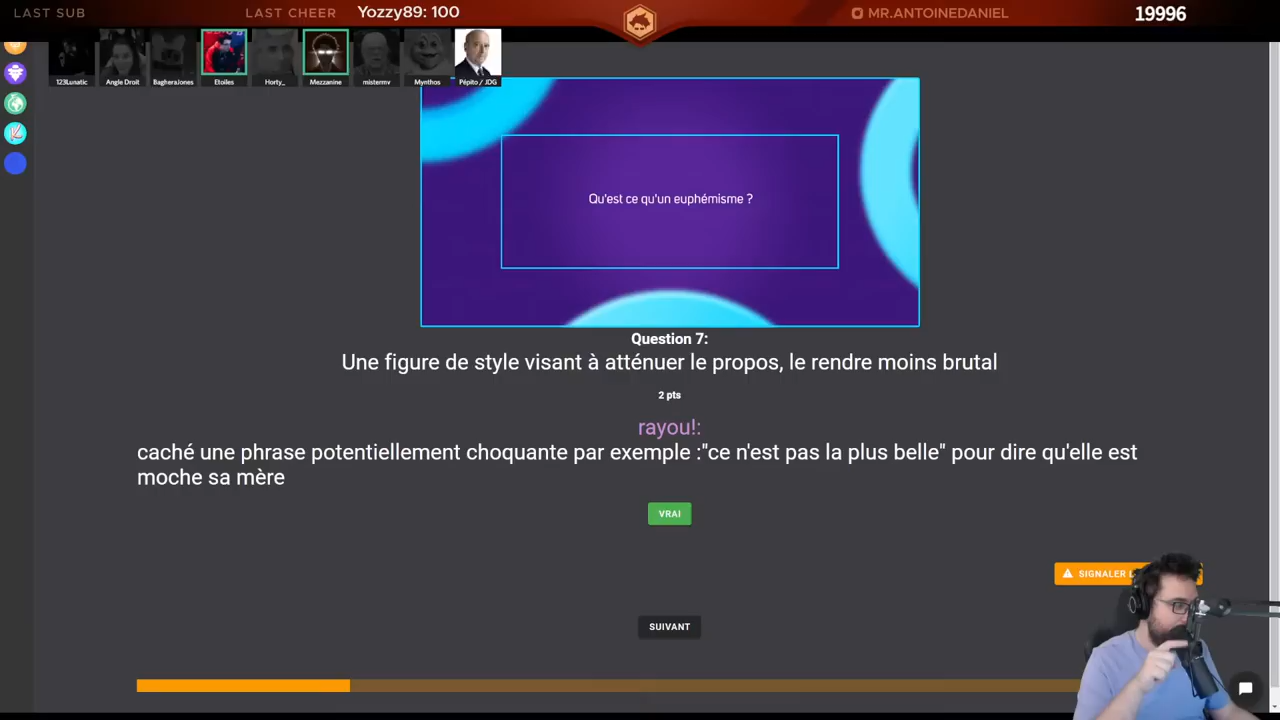 LAST SUB
LAST CHEER
Yozzy89: 100
MR.ANTOINEDANIEL
19996
123Lunatic
Angle Droit
BagheraJones
Etoiles
Horty_
Mezzanine
mistermv
Mynthos
Pépito / JDG
Qu'est ce qu'un euphémisme ?
Question 7:
Une figure de style visant à atténuer le propos, le rendre moins brutal
2 pts
rayou!:
caché une phrase potentiellement choquante par exemple :"ce n'est pas la plus belle" pour dire qu'elle est
moche sa mère
VRAI
SIGNALER
SUIVANT